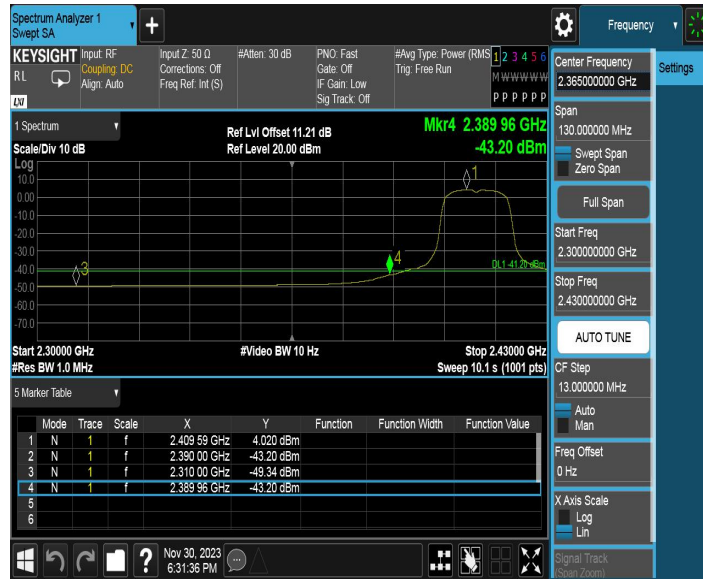 Spectrum Analyzer 1
Swept SA
Frequency
KEYSIGHT
RL
LXI
Input: RF
Coupling: DC
Align: Auto
Input Z: 50 Ω
Corrections: Off
Freq Ref: Int (S)
#Atten: 30 dB
PNO: Fast
Gate: Off
IF Gain: Low
Sig Track: Off
#Avg Type: Power (RMS
Trig: Free Run
1 2 3 4 5 6
M W W W W W
P P P P P P
1 Spectrum
Scale/Div 10 dB
Ref Lvl Offset 11.21 dB
Ref Level 20.00 dBm
Mkr4 2.389 96 GHz
-43.20 dBm
Log
10.0
0.00
-10.0
-20.0
-30.0
-40.0
-50.0
-60.0
-70.0
1
3
4
DL1 -41.20 dBm
Start 2.30000 GHz
#Video BW 10 Hz
Stop 2.43000 GHz
#Res BW 1.0 MHz
Sweep 10.1 s (1001 pts)
5 Marker Table
Mode Trace Scale X Y Function Function Width Function Value
1 N 1 f 2.409 59 GHz 4.020 dBm
2 N 1 f 2.390 00 GHz -43.20 dBm
3 N 1 f 2.310 00 GHz -49.34 dBm
4 N 1 f 2.389 96 GHz -43.20 dBm
5
6
?
Nov 30, 2023
6:31:36 PM
Center Frequency
2.365000000 GHz
Settings
Span
130.000000 MHz
Swept Span
Zero Span
Full Span
Start Freq
2.300000000 GHz
Stop Freq
2.430000000 GHz
AUTO TUNE
CF Step
13.000000 MHz
Auto
Man
Freq Offset
0 Hz
X Axis Scale
Log
Lin
Signal Track
(Span Zoom)